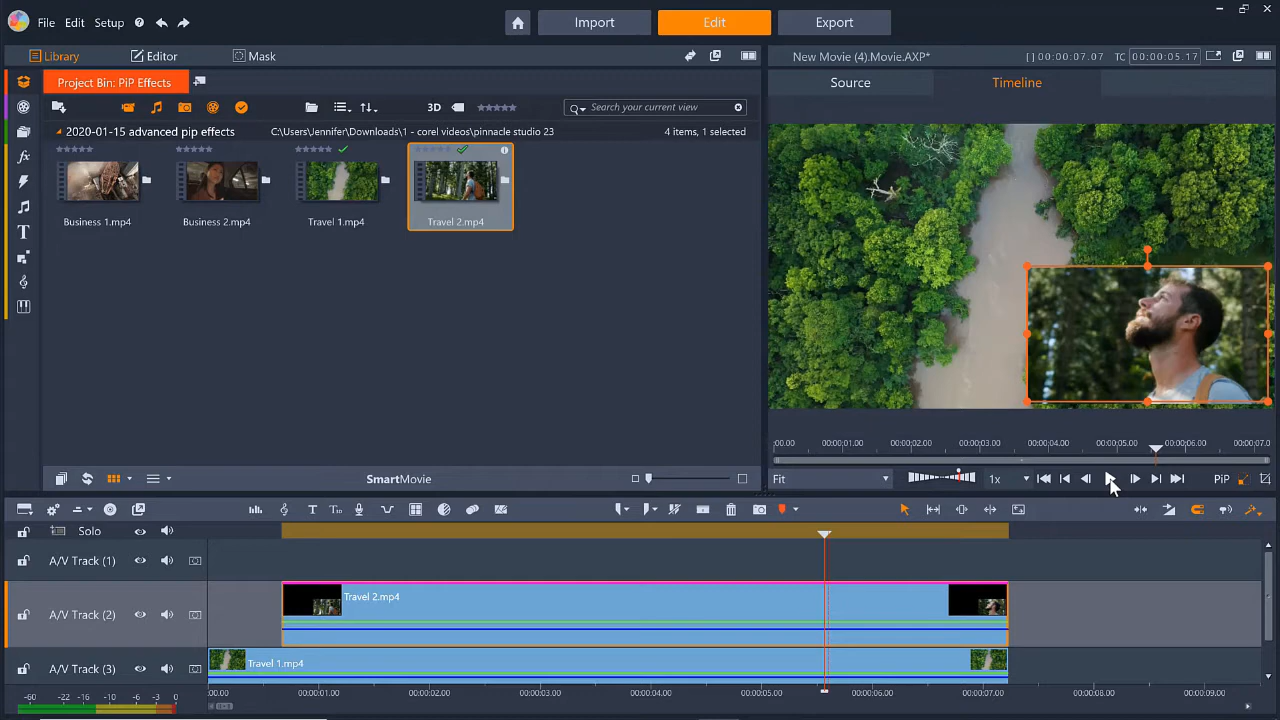 File Edit Setup Import Edit Export
Library Editor Mask New Movie (4).Movie.AXP* [] 00:00:07.07 TC 00:00:05.17
Project Bin: PiP Effects Source Timeline
3D Search your current view
2020-01-15 advanced pip effects C:\Users\Jennifer\Downloads\1 - corel videos\pinnacle studio 23 4 items, 1 selected
Business 1.mp4 Business 2.mp4 Travel 1.mp4 Travel 2.mp4
:00.00 00:00:01.00 00:00:02.00 00:00:03.00 00:00:04.00 00:00:05.00 00:00:06.00 00:00:07.0
SmartMovie Fit 1x PiP
Solo
A/V Track (1)
A/V Track (2) Travel 2.mp4
A/V Track (3) Travel 1.mp4
-60 -22 -16 -10 -6 -3 0 :00.00 00:00:01.00 00:00:02.00 00:00:03.00 00:00:04.00 00:00:05.00 00:00:06.00 00:00:07.00 00:00:08.00 00:00:09.00